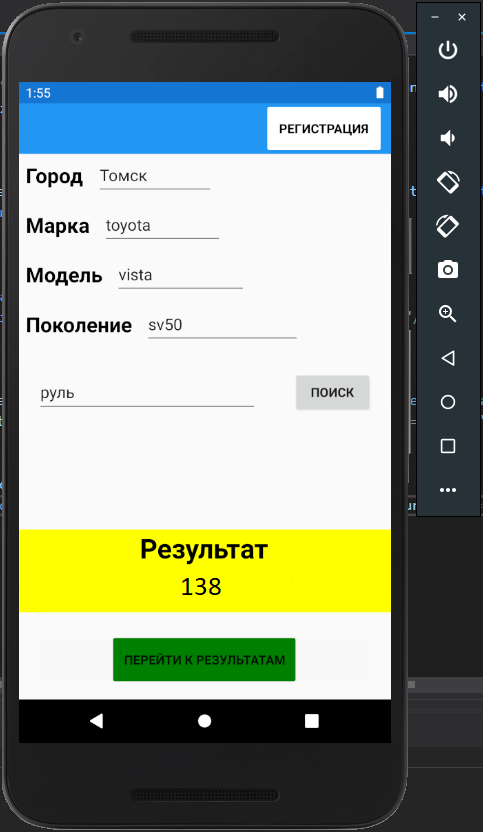 1:55
РЕГИСТРАЦИЯ
Город Томск
Марка toyota
Модель vista
Поколение sv50
руль ПОИСК
Результат
138
ПЕРЕЙТИ К РЕЗУЛЬТАТАМ